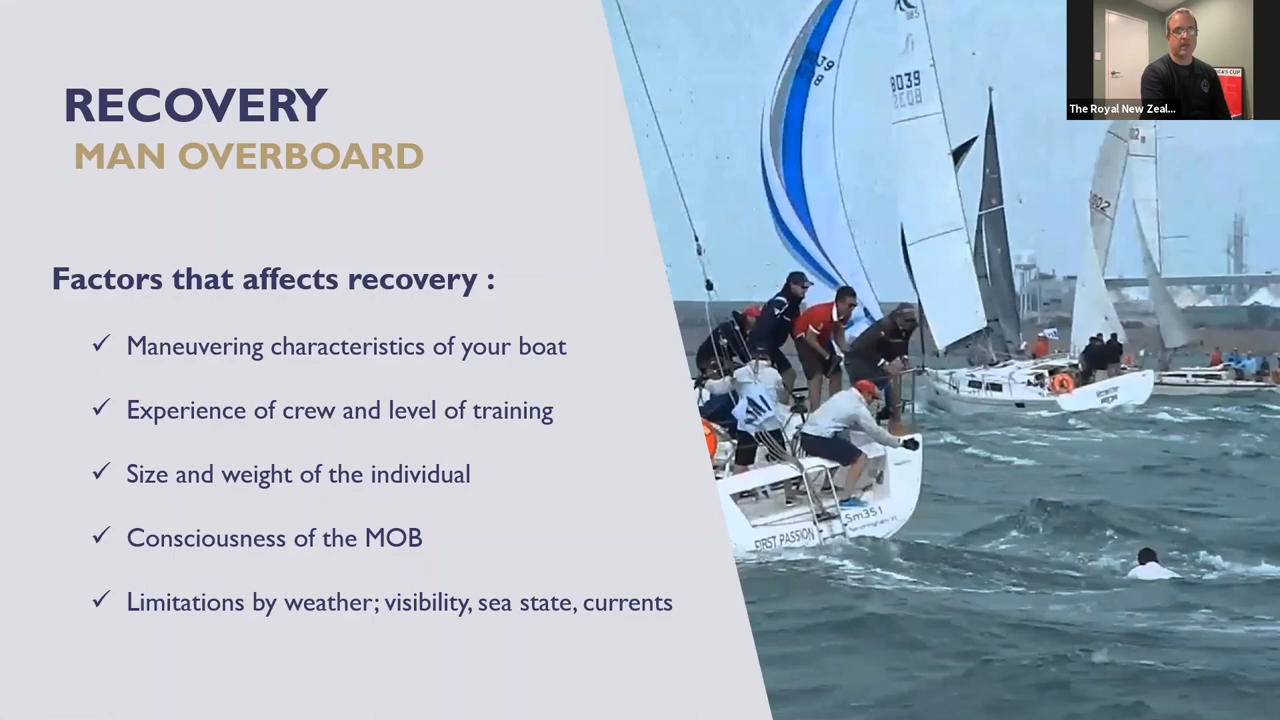 RECOVERY
MAN OVERBOARD
Factors that affects recovery :
✓ Maneuvering characteristics of your boat
✓ Experience of crew and level of training
✓ Size and weight of the individual
✓ Consciousness of the MOB
✓ Limitations by weather; visibility, sea state, currents
The Royal New Zeal...
8039
Sm351
FIRST PASSION